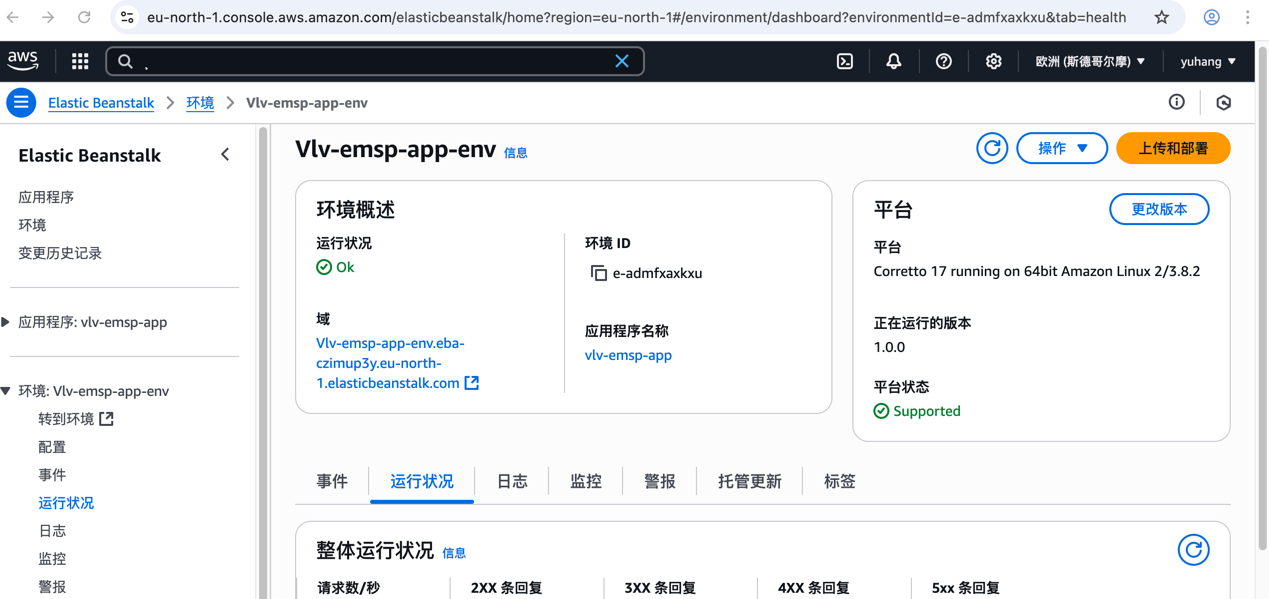 eu-north-1.console.aws.amazon.com/elasticbeanstalk/home?region=eu-north-1#/environment/dashboard?environmentId=e-admfxaxkxu&tab=health
aws
.
欧洲 (斯德哥尔摩)
yuhang
Elastic Beanstalk
环境
Vlv-emsp-app-env
Elastic Beanstalk
应用程序
环境
变更历史记录
应用程序: vlv-emsp-app
环境: Vlv-emsp-app-env
转到环境
配置
事件
运行状况
日志
监控
警报
Vlv-emsp-app-env 信息
操作
上传和部署
环境概述
运行状况
Ok
域
Vlv-emsp-app-env.eba-
czimup3y.eu-north-
1.elasticbeanstalk.com
环境 ID
e-admfxaxkxu
应用程序名称
vlv-emsp-app
平台
更改版本
平台
Corretto 17 running on 64bit Amazon Linux 2/3.8.2
正在运行的版本
1.0.0
平台状态
Supported
事件 运行状况 日志 监控 警报 托管更新 标签
整体运行状况 信息
请求数/秒 2XX 条回复 3XX 条回复 4XX 条回复 5xx 条回复